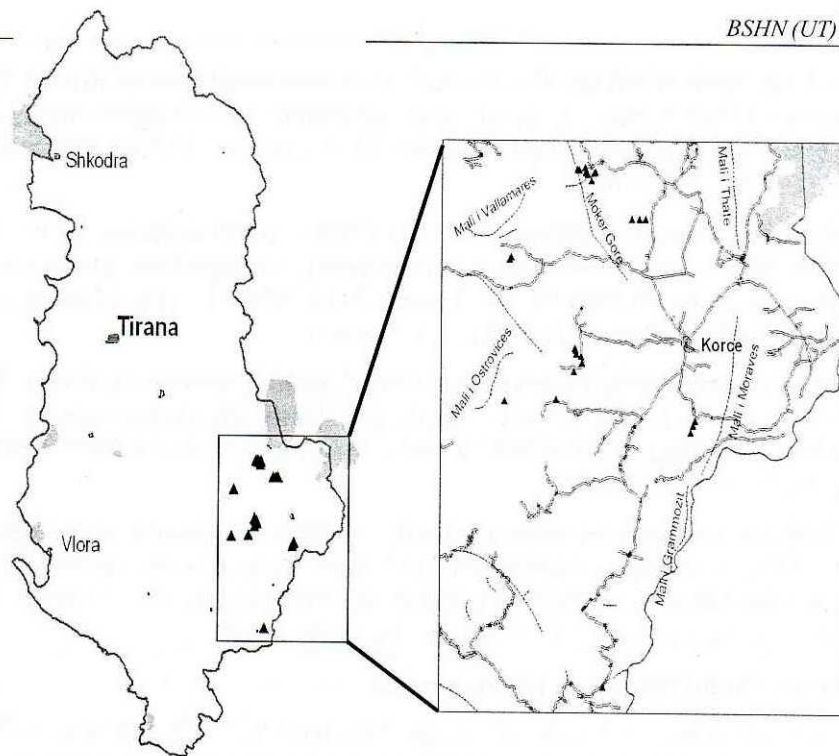 BSHN (UT)
Shkodra
Tirana
Vlora
Mali i Vallamares
Moker Gore
Mali i Thate
Mali i Ostrovices
Korce
Mali i Moraves
Mali i Grammozit